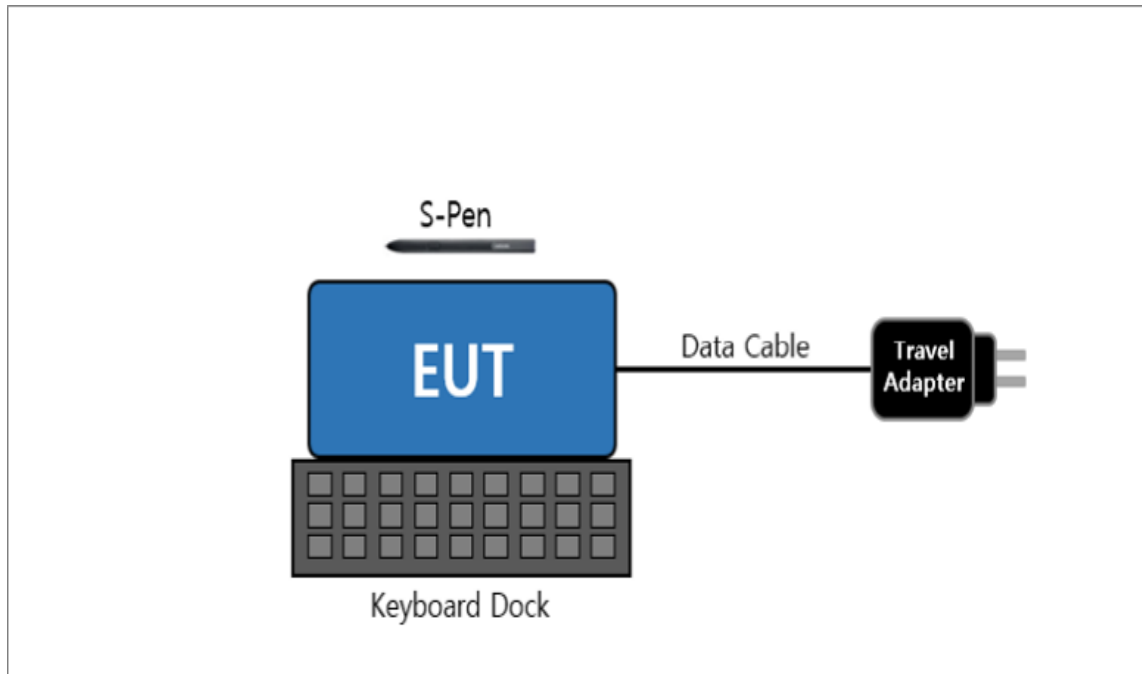 S-Pen
EUT
Data Cable
Travel
Adapter
Keyboard Dock